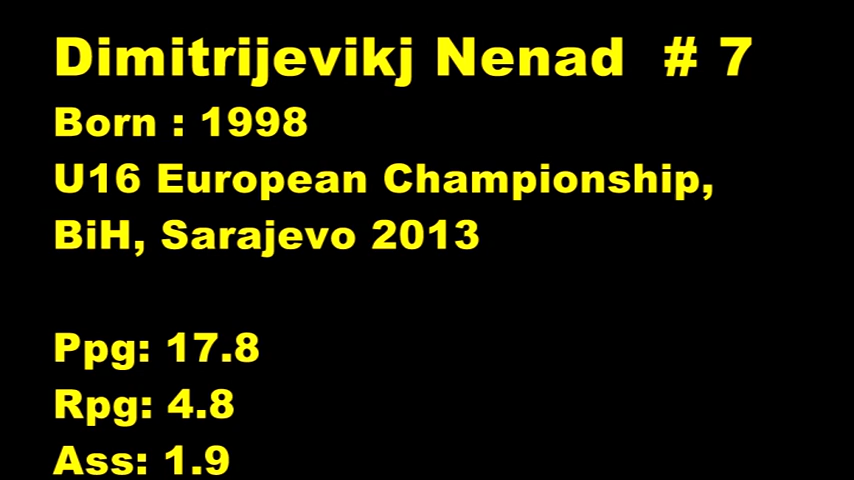 Dimitrijevikj Nenad # 7
Born : 1998
U16 European Championship,
BiH, Sarajevo 2013
Ppg: 17.8
Rpg: 4.8
Ass: 1.9